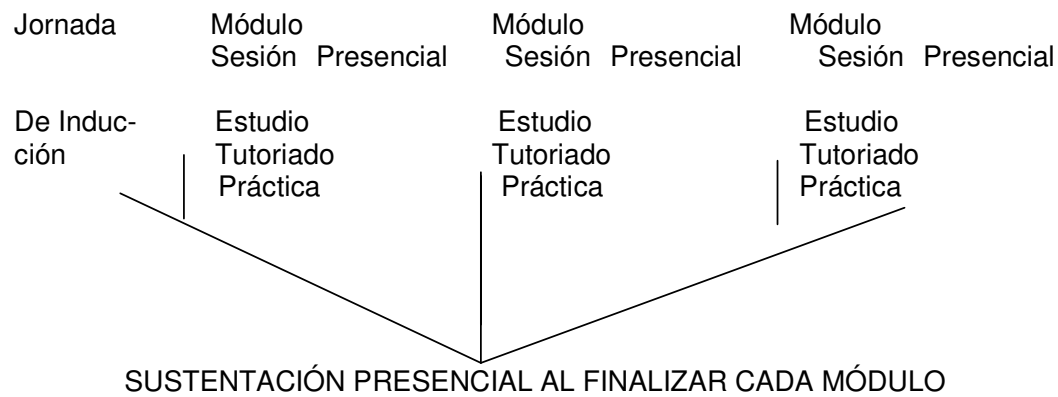 Jornada Módulo Módulo Módulo
Sesión Presencial Sesión Presencial Sesión Presencial
De Induc- Estudio Estudio Estudio
ción Tutoriado Tutoriado Tutoriado
Práctica Práctica Práctica
SUSTENTACIÓN PRESENCIAL AL FINALIZAR CADA MÓDULO